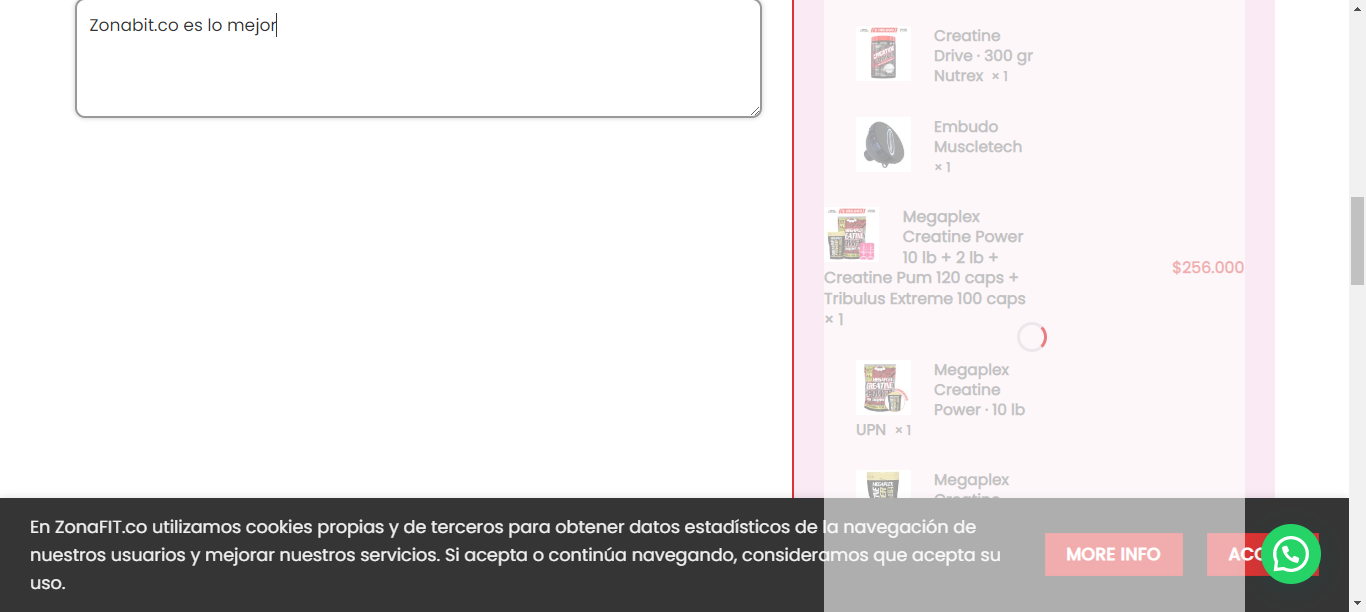 Zonabit.co es lo mejor
Creatine
Drive · 300 gr
Nutrex × 1
Embudo
Muscletech
× 1
Megaplex
Creatine Power
10 lb + 2 lb +
Creatine Pum 120 caps +
Tribulus Extreme 100 caps
× 1
$256.000
Megaplex
Creatine
Power · 10 lb
UPN × 1
Megaplex
Creatine
En ZonaFIT.co utilizamos cookies propias y de terceros para obtener datos estadísticos de la navegación de
nuestros usuarios y mejorar nuestros servicios. Si acepta o continúa navegando, consideramos que acepta su
uso.
MORE INFO